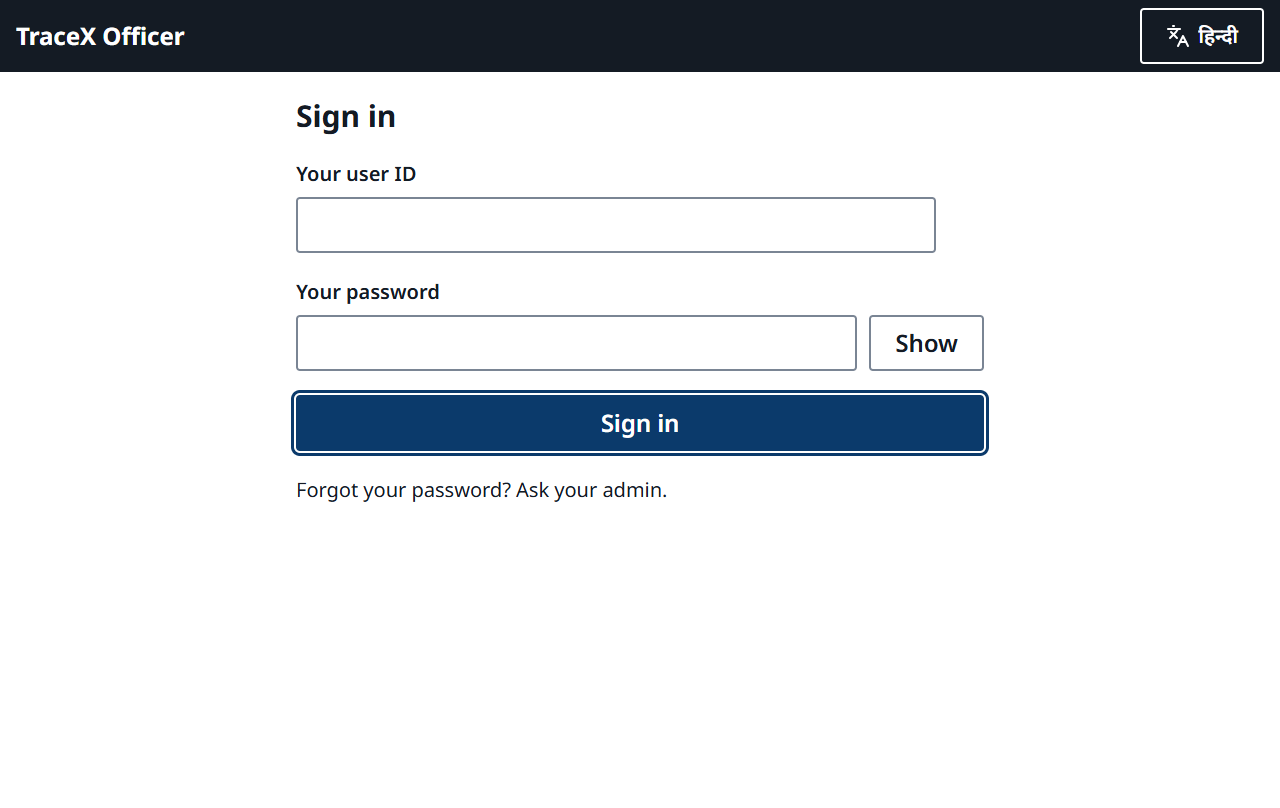 TraceX Officer
हिन्दी
Sign in
Your user ID
Your password
Show
Sign in
Forgot your password? Ask your admin.